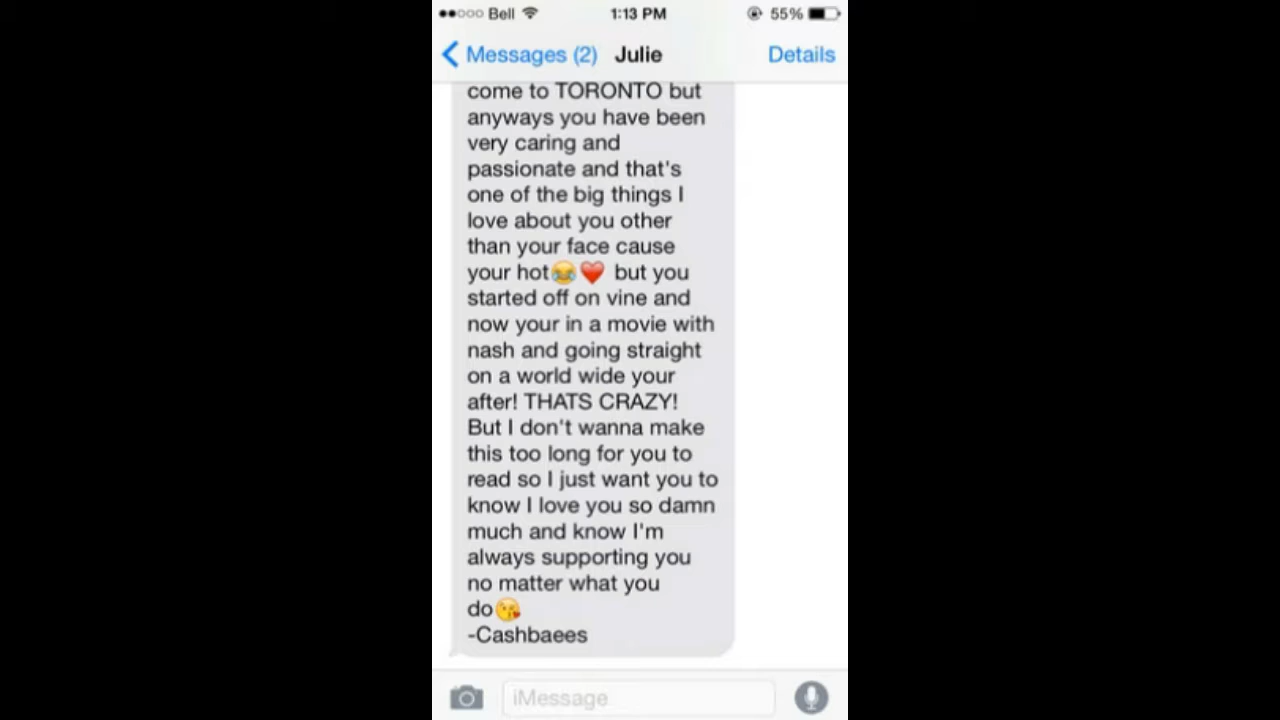 Bell 1:13 PM 55%
Messages (2) Julie Details
come to TORONTO but
anyways you have been
very caring and
passionate and that's
one of the big things I
love about you other
than your face cause
your hot😂❤️ but you
started off on vine and
now your in a movie with
nash and going straight
on a world wide your
after! THATS CRAZY!
But I don't wanna make
this too long for you to
read so I just want you to
know I love you so damn
much and know I'm
always supporting you
no matter what you
do😘
-Cashbaees
iMessage